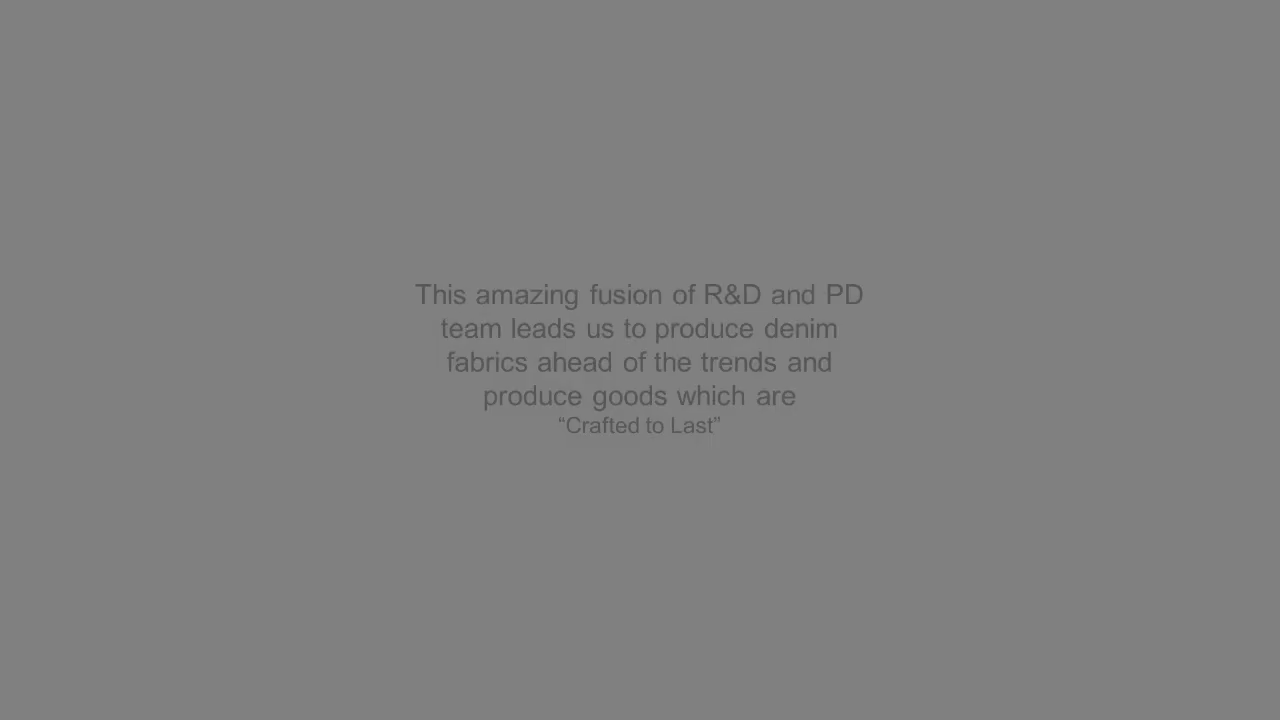 This amazing fusion of R&D and PD
team leads us to produce denim
fabrics ahead of the trends and
produce goods which are
“Crafted to Last”